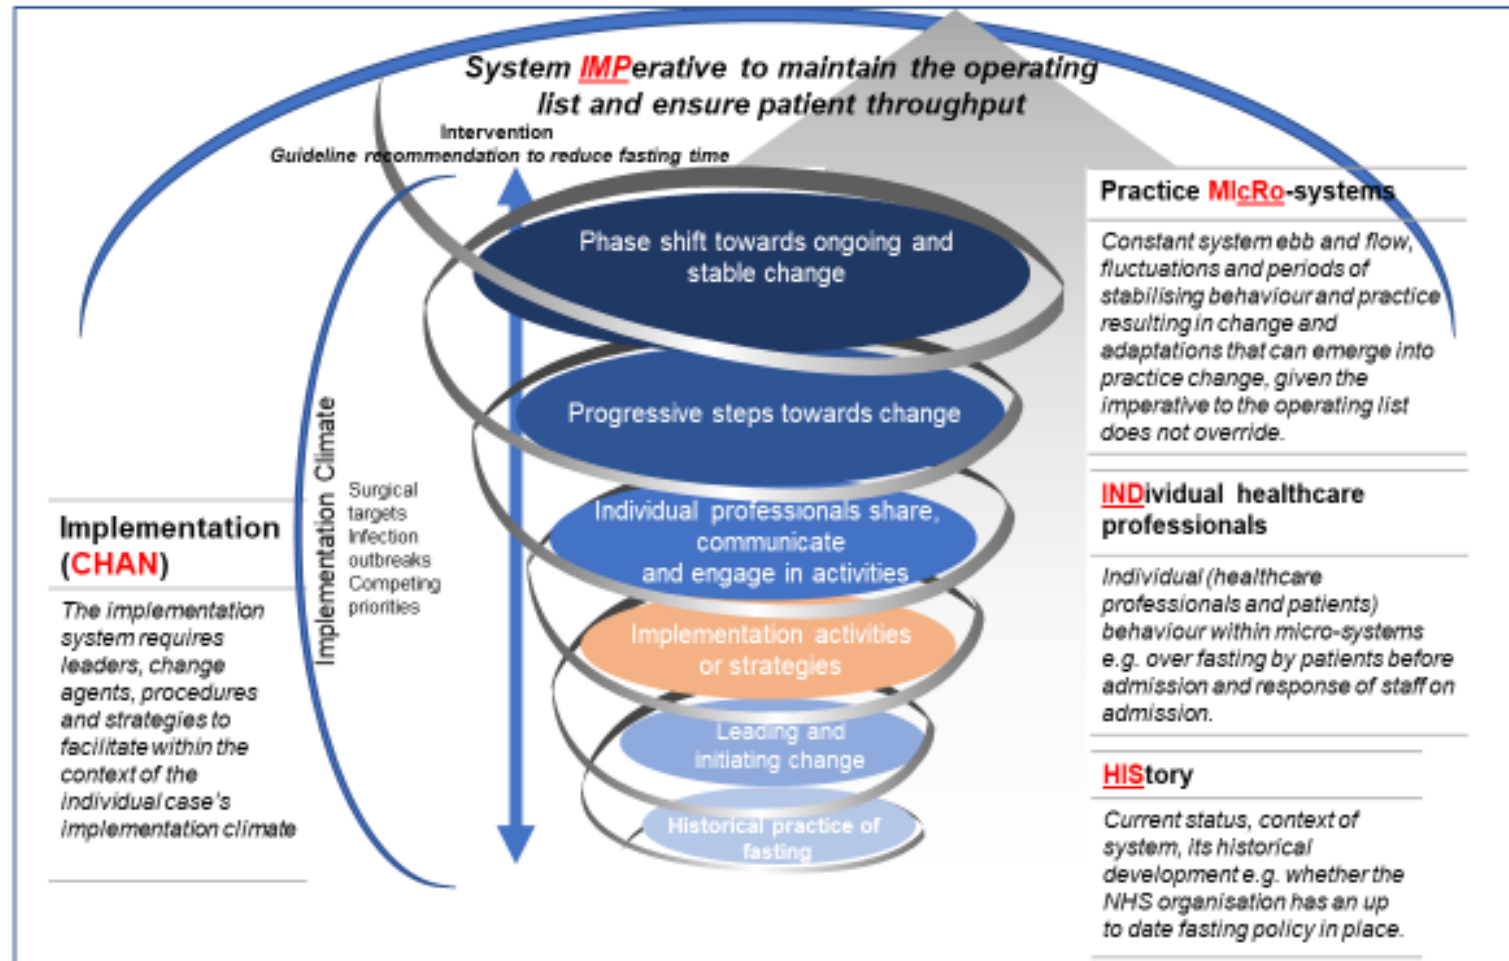 System IMPerative to maintain the operating
list and ensure patient throughput
Intervention
Guideline recommendation to reduce fasting time
Phase shift towards ongoing and
stable change
Progressive steps towards change
Individual professionals share,
communicate
and engage in activities
Implementation activities
or strategies
Leading and
initiating change
Historical practice of
fasting
Implementation Climate
Surgical
targets
Infection
outbreaks
Competing
priorities
Implementation
(CHAN)
The implementation
system requires
leaders, change
agents, procedures
and strategies to
facilitate within the
context of the
individual case's
implementation climate
Practice MIcRo-systems
Constant system ebb and flow,
fluctuations and periods of
stabilising behaviour and practice
resulting in change and
adaptations that can emerge into
practice change, given the
imperative to the operating list
does not override.
INDividual healthcare
professionals
Individual (healthcare
professionals and patients)
behaviour within micro-systems
e.g. over fasting by patients before
admission and response of staff on
admission.
HIStory
Current status, context of
system, its historical
development e.g. whether the
NHS organisation has an up
to date fasting policy in place.